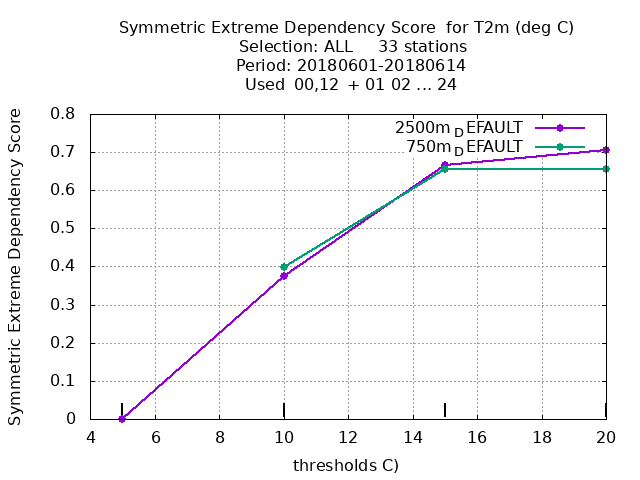 Symmetric Extreme Dependency Score for T2m (deg C)
Selection: ALL 33 stations
Period: 20180601-20180614
Used 00,12 + 01 02 ... 24
Symmetric Extreme Dependency Score
0.8
0.7
0.6
0.5
0.4
0.3
0.2
0.1
0
2500m_DEFAULT
750m_DEFAULT
4 6 8 10 12 14 16 18 20
thresholds C)